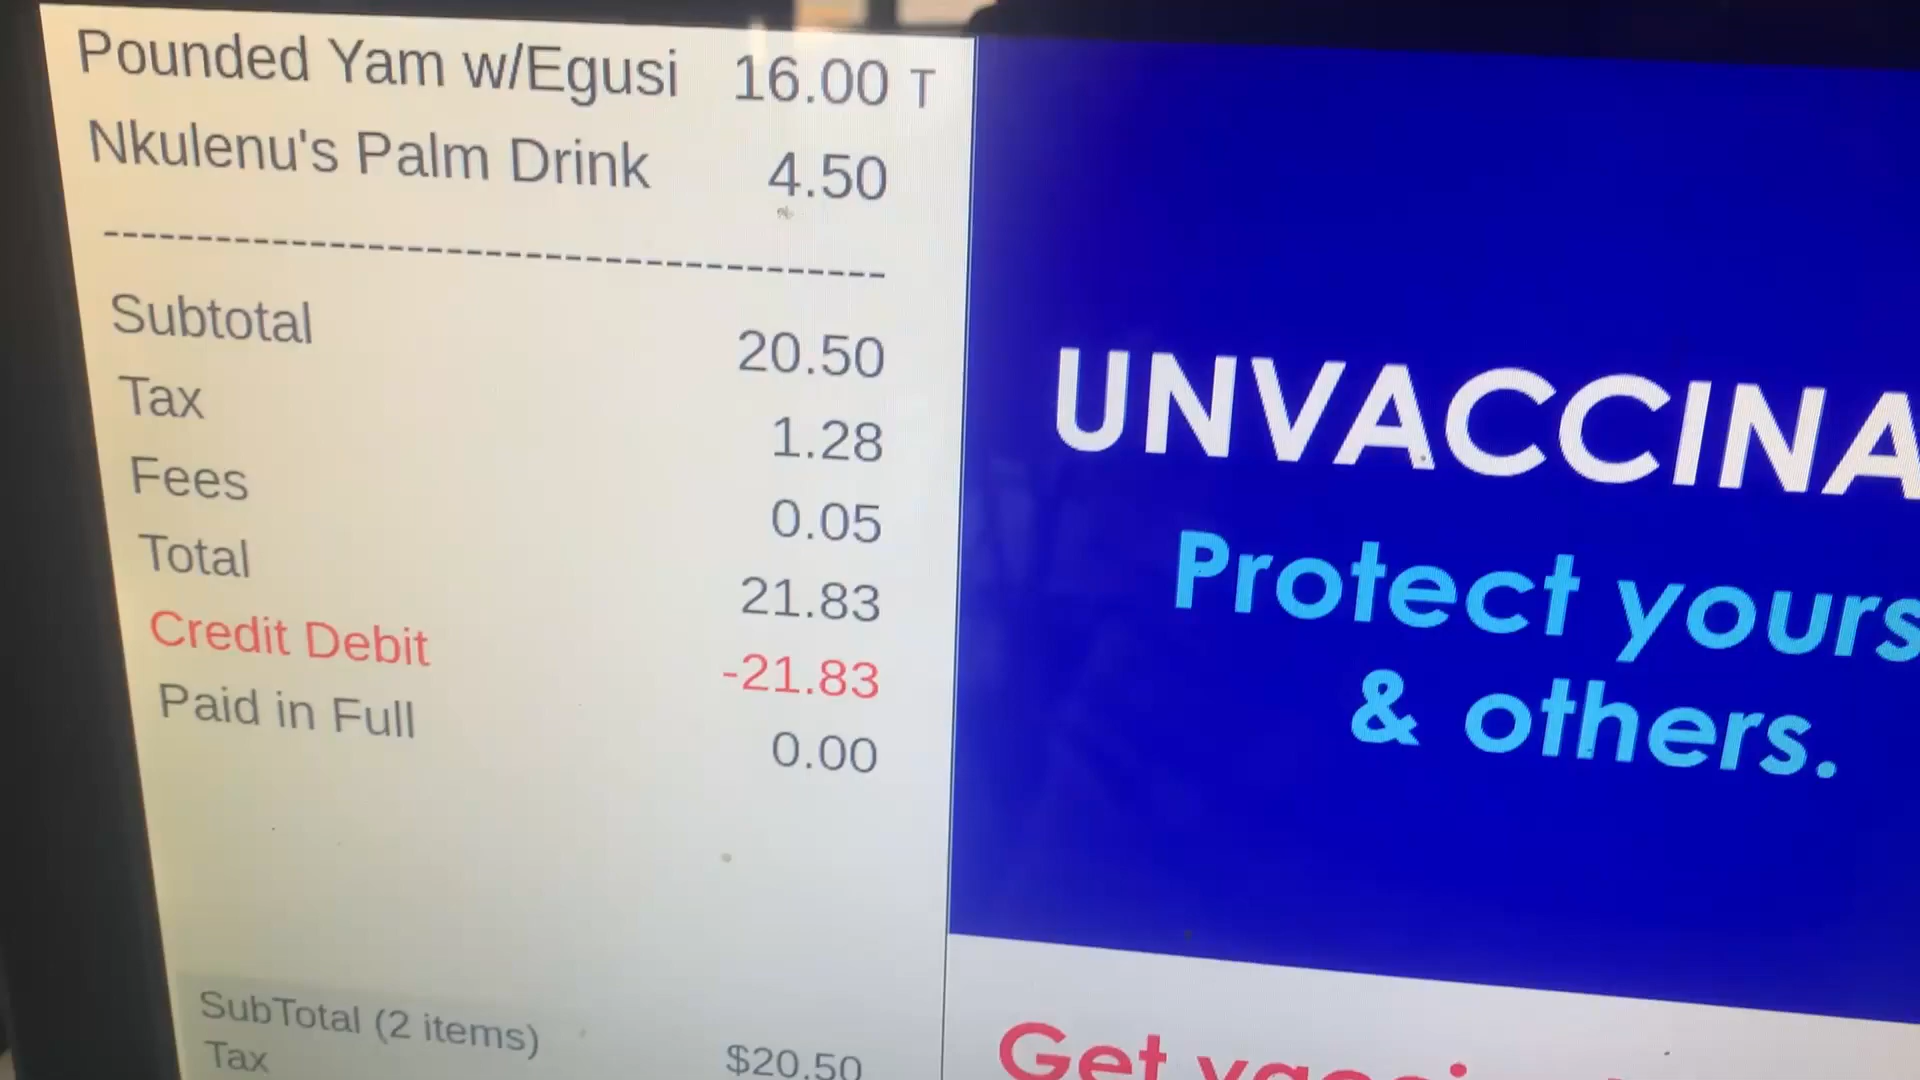 Pounded Yam w/Egusi 16.00 T
Nkulenu's Palm Drink 4.50
--------------------------------------------
Subtotal 20.50
Tax 1.28
Fees 0.05
Total 21.83
Credit Debit -21.83
Paid in Full 0.00
SubTotal (2 items) $20.50
Tax
UNVACCINA
Protect yours
& others.
Get